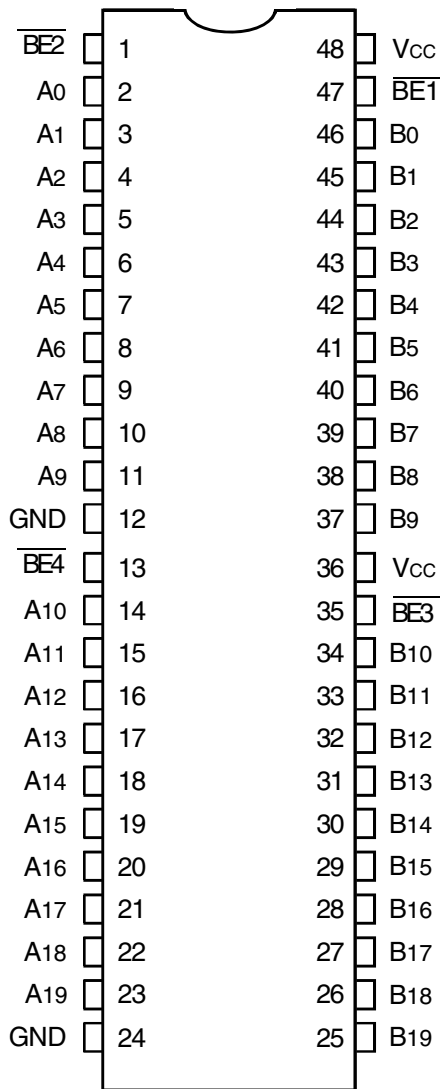 BE2 1 48 VCC
A0 2 47 BE1
A1 3 46 B0
A2 4 45 B1
A3 5 44 B2
A4 6 43 B3
A5 7 42 B4
A6 8 41 B5
A7 9 40 B6
A8 10 39 B7
A9 11 38 B8
GND 12 37 B9
BE4 13 36 VCC
A10 14 35 BE3
A11 15 34 B10
A12 16 33 B11
A13 17 32 B12
A14 18 31 B13
A15 19 30 B14
A16 20 29 B15
A17 21 28 B16
A18 22 27 B17
A19 23 26 B18
GND 24 25 B19